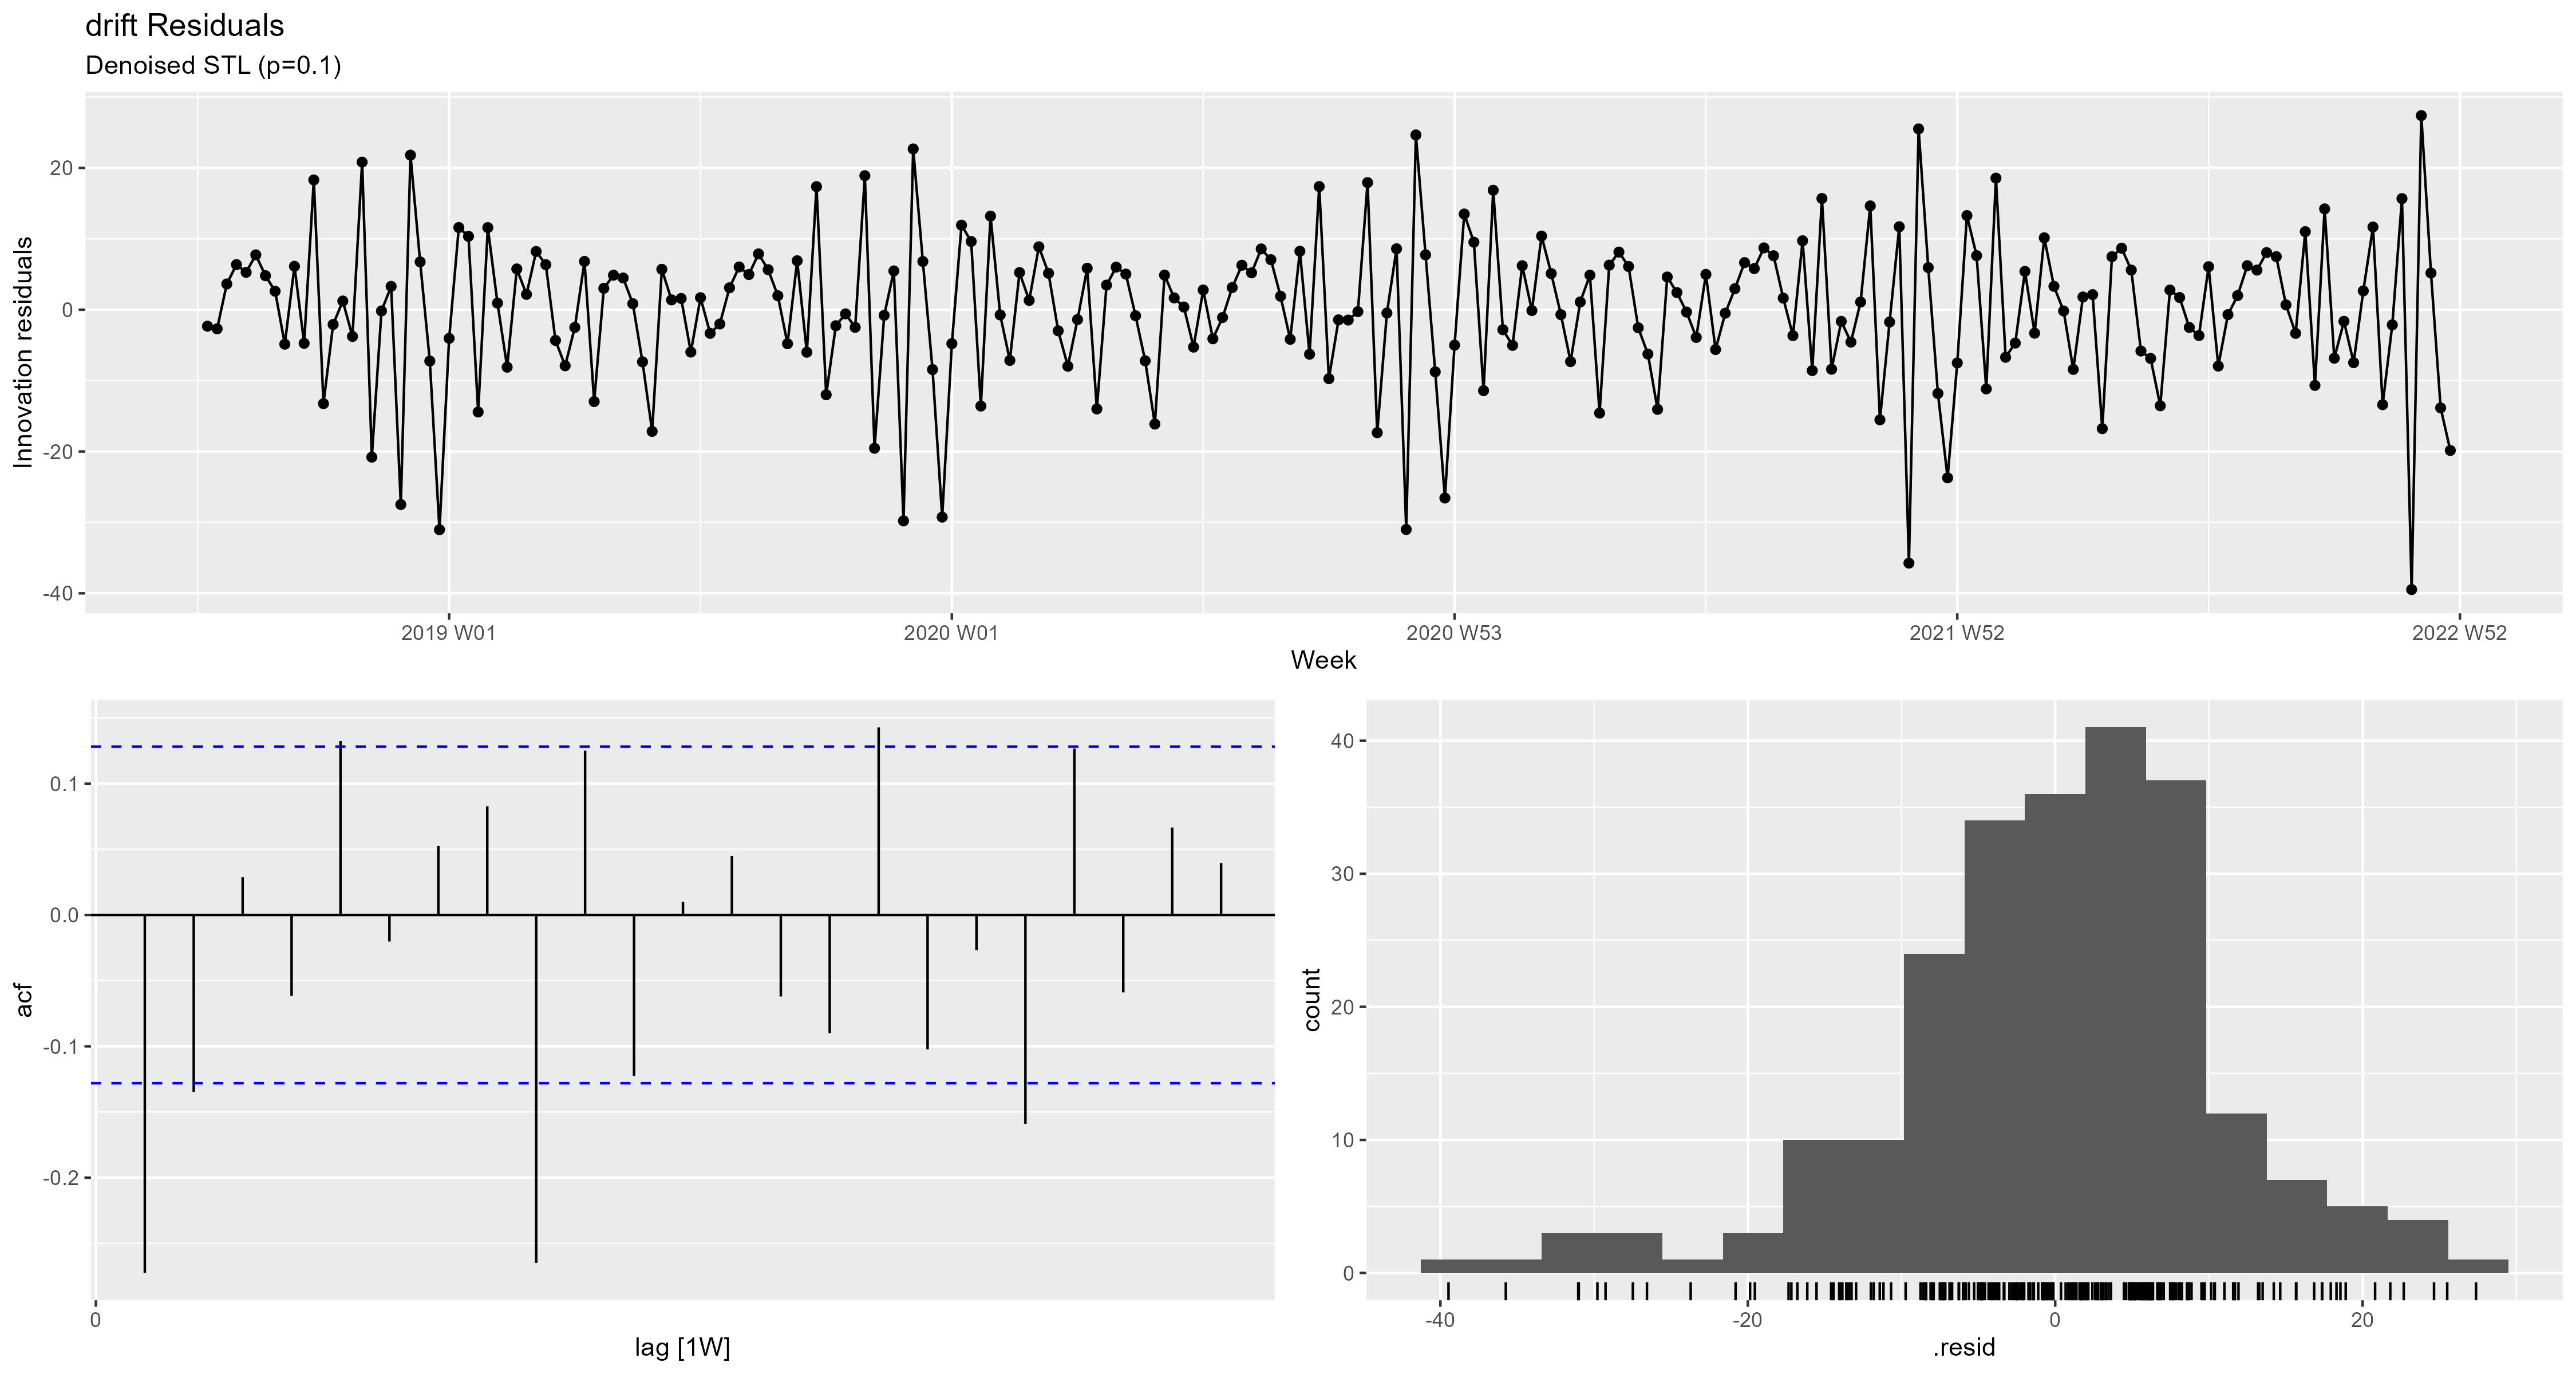 drift Residuals
Denoised STL (p=0.1)
Innovation residuals
20
0
-20
-40
2019 W01
2020 W01
2020 W53
2021 W52
2022 W52
Week
acf
0.1
0.0
-0.1
-0.2
0
lag [1W]
count
40
30
20
10
0
-40
-20
0
20
.resid